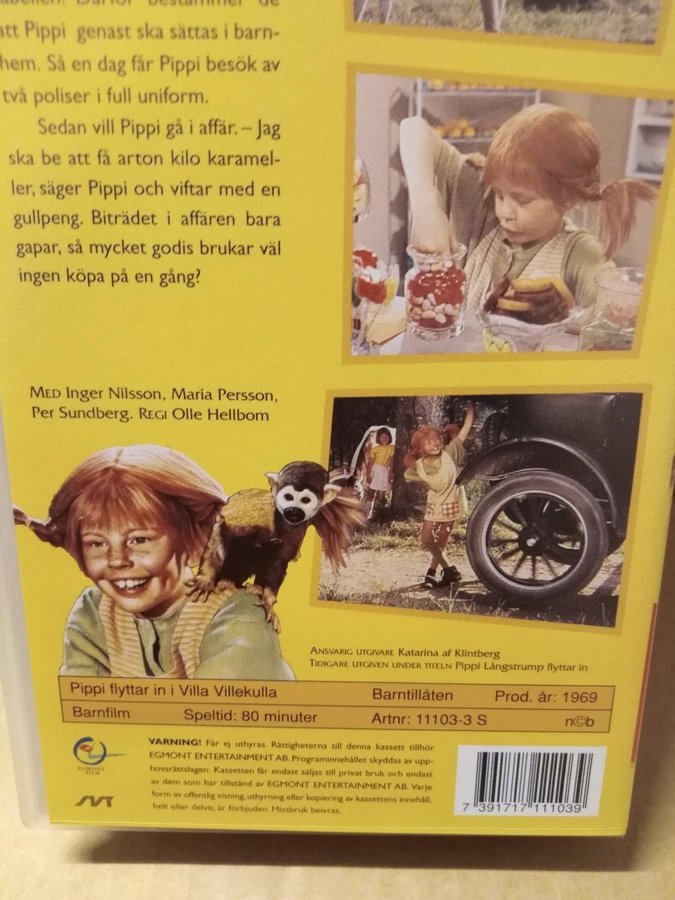 tabellen. Därför bestämmer de
att Pippi genast ska sättas i barn-
hem. Så en dag får Pippi besök av
två poliser i full uniform.
Sedan vill Pippi gå i affär. – Jag
ska be att få arton kilo karamel-
ler, säger Pippi och viftar med en
gullpeng. Biträdet i affären bara
gapar, så mycket godis brukar väl
ingen köpa på en gång?
MED Inger Nilsson, Maria Persson,
Per Sundberg. REGI Olle Hellbom
ANSVARIG UTGIVARE Katarina af Klintberg
TIDIGARE UTGIVEN UNDER TITELN Pippi Långstrump flyttar in
Pippi flyttar in i Villa Villekulla Barntillåten Prod. år: 1969
Barnfilm Speltid: 80 minuter Artnr: 11103-3 S n©b
EGMONT
FILM
SVT
VARNING! Får ej uthyras. Rättigheterna till denna kassett tillhör
EGMONT ENTERTAINMENT AB. Programinnehållet skyddas av upp-
hovsrättslagen. Kassetten får endast säljas till privat bruk och endast
av dem som har tillstånd av EGMONT ENTERTAINMENT AB. Varje
form av offentlig visning, uthyrning eller kopiering av kassettens innehåll,
helt eller delvis, är förbjuden. Missbruk beivras.
7 391717 111039